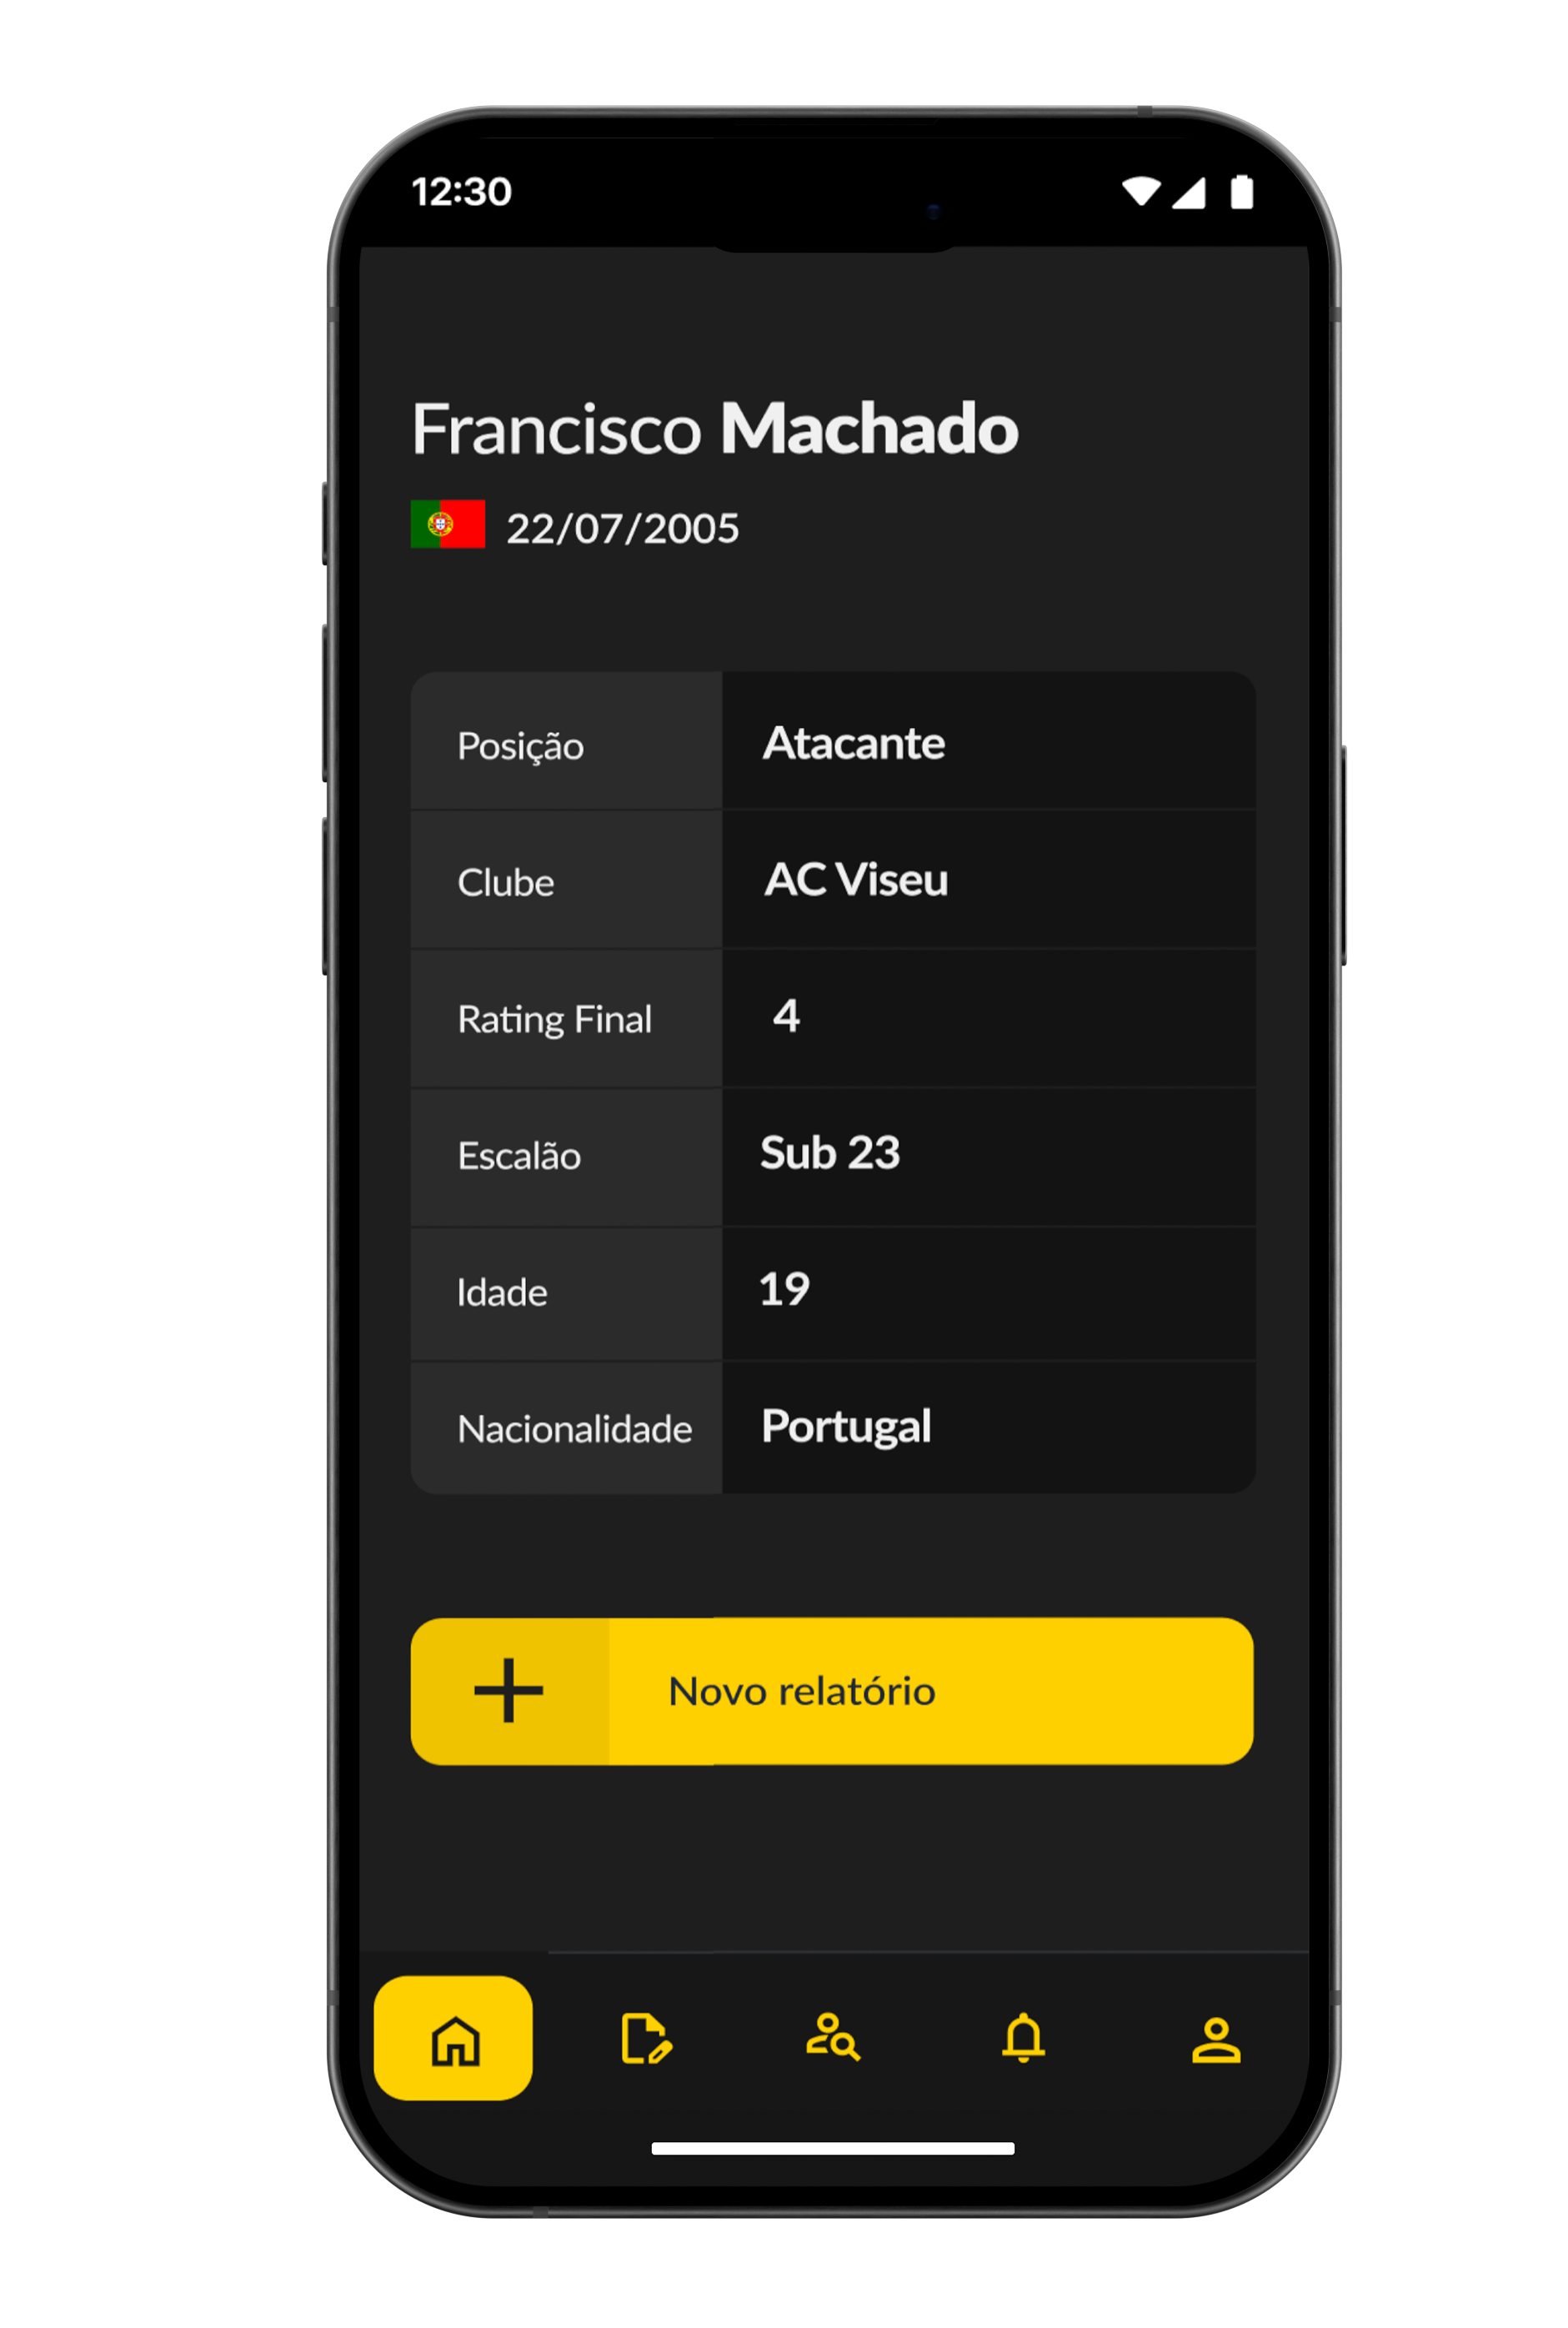 12:30
Francisco Machado
22/07/2005
Posição Atacante
Clube AC Viseu
Rating Final 4
Escalão Sub 23
Idade 19
Nacionalidade Portugal
Novo relatório